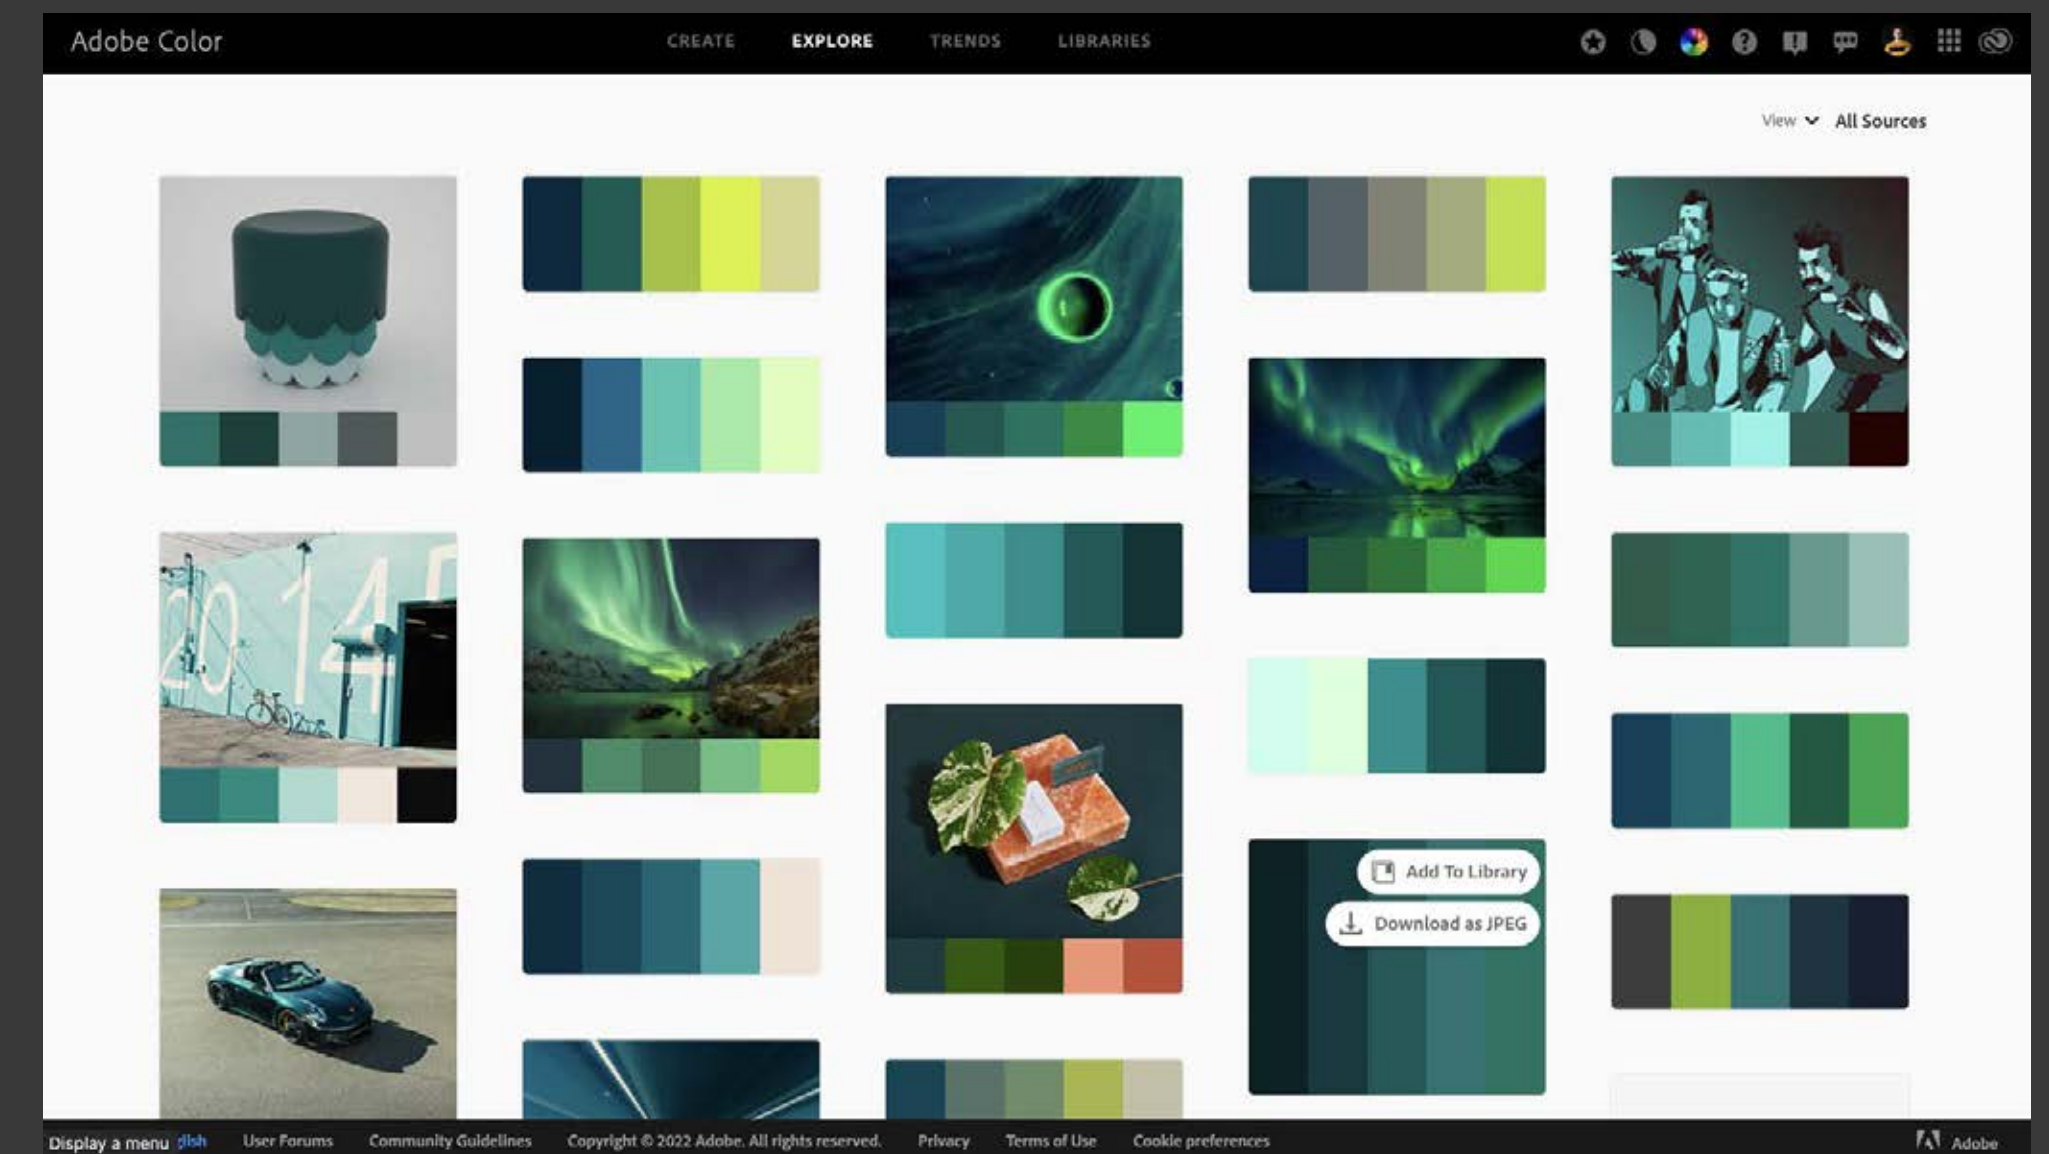 Adobe Color
CREATE EXPLORE TRENDS LIBRARIES
View All Sources
2014
Add To Library
Download as JPEG
Display a menu
User Forums Community Guidelines Copyright © 2022 Adobe. All rights reserved. Privacy Terms of Use Cookie preferences
Adobe